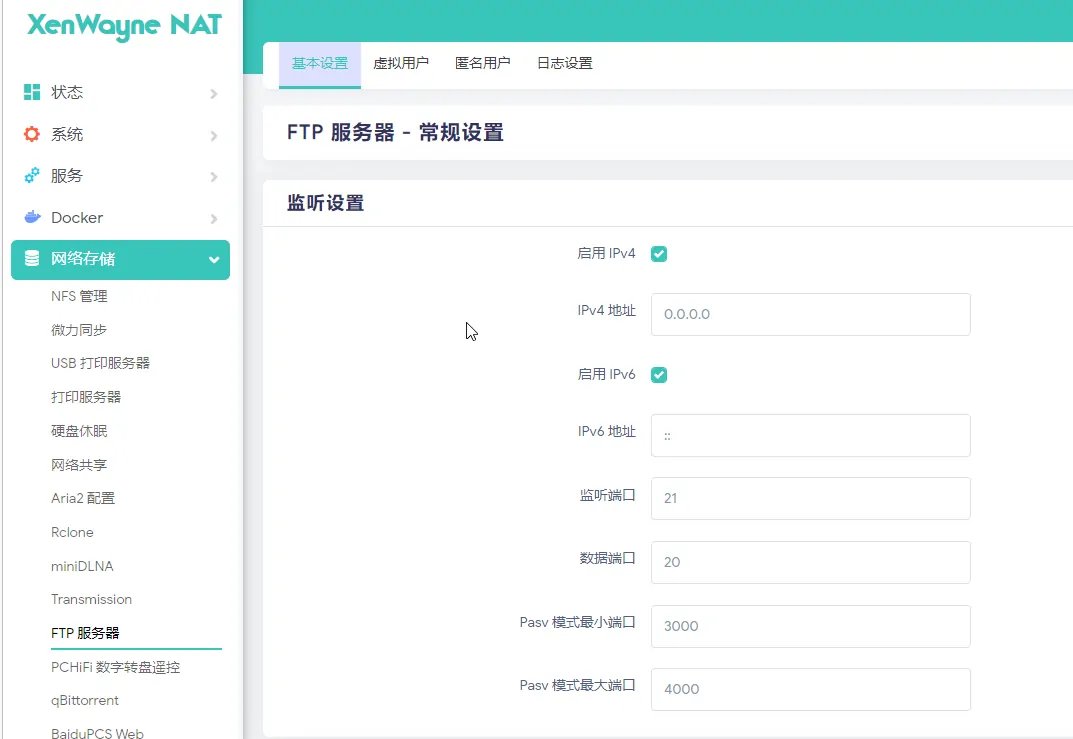 XenWayne NAT
状态
系统
服务
Docker
网络存储
NFS 管理
微力同步
USB 打印服务器
打印服务器
硬盘休眠
网络共享
Aria2 配置
Rclone
miniDLNA
Transmission
FTP 服务器
PCHiFi 数字转盘遥控
qBittorrent
BaiduPCS Web
基本设置 虚拟用户 匿名用户 日志设置
FTP 服务器 - 常规设置
监听设置
启用 IPv4
IPv4 地址 0.0.0.0
启用 IPv6
IPv6 地址 ::
监听端口 21
数据端口 20
Pasv 模式最小端口 3000
Pasv 模式最大端口 4000